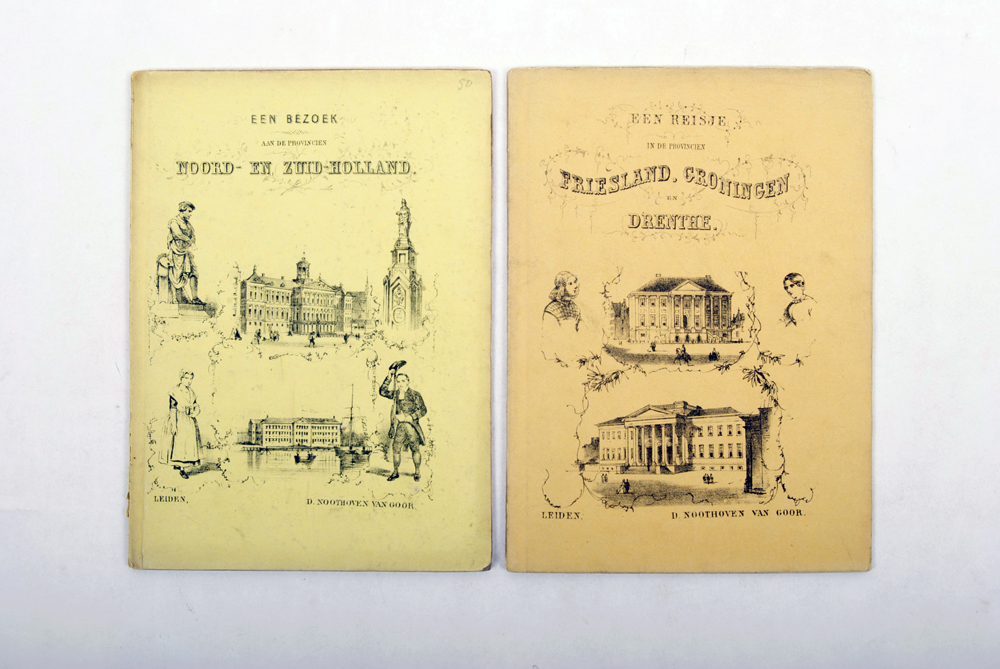 50
EEN BEZOEK
AAN DE PROVINCIEN
NOORD- EN ZUID-HOLLAND.
LEIDEN,
D. NOOTHOVEN VAN GOOR.
EEN REISJE
IN DE PROVINCIEN
FRIESLAND, GRONINGEN
EN
DRENTHE.
LEIDEN,
D. NOOTHOVEN VAN GOOR.